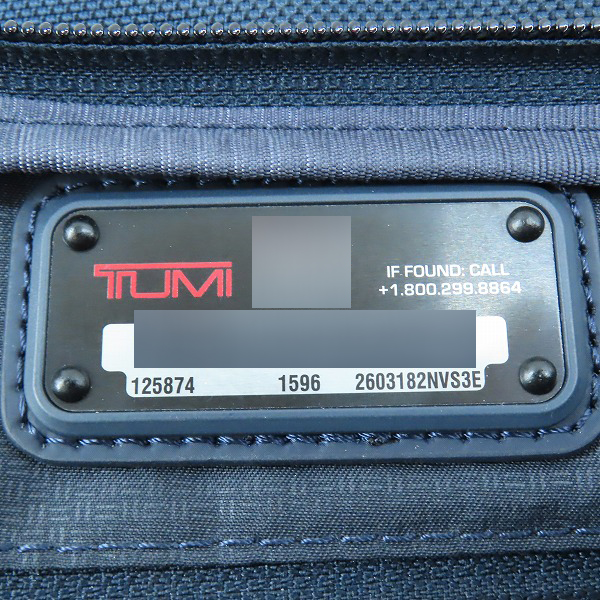 TUMI
IF FOUND: CALL
+1.800.299.8864
125874 1596 2603182NVS3E